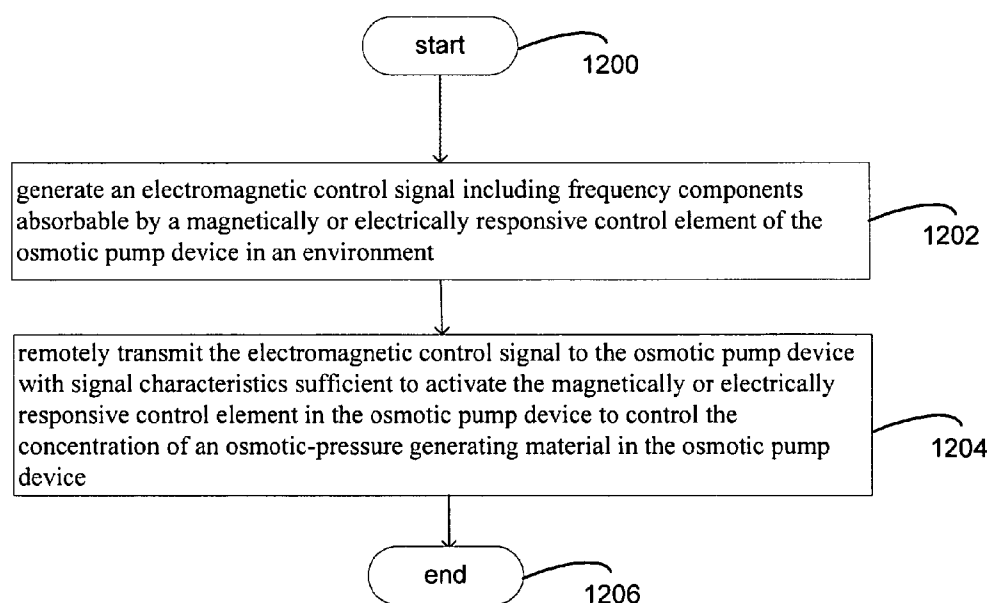 start
1200
generate an electromagnetic control signal including frequency components
absorbable by a magnetically or electrically responsive control element of the
osmotic pump device in an environment
1202
remotely transmit the electromagnetic control signal to the osmotic pump device
with signal characteristics sufficient to activate the magnetically or electrically
responsive control element in the osmotic pump device to control the
concentration of an osmotic-pressure generating material in the osmotic pump
device
1204
end
1206